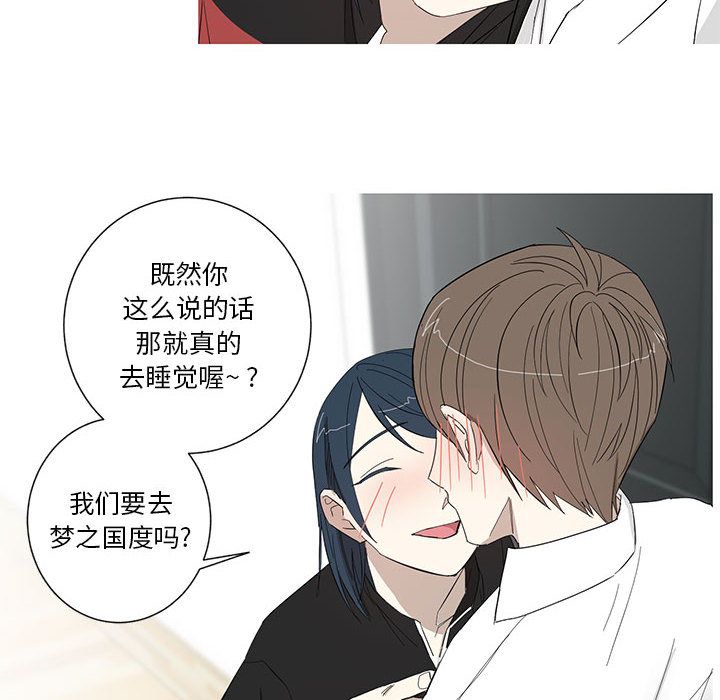 既然你
这么说的话
那就真的
去睡觉喔~？
我们要去
梦之国度吗?